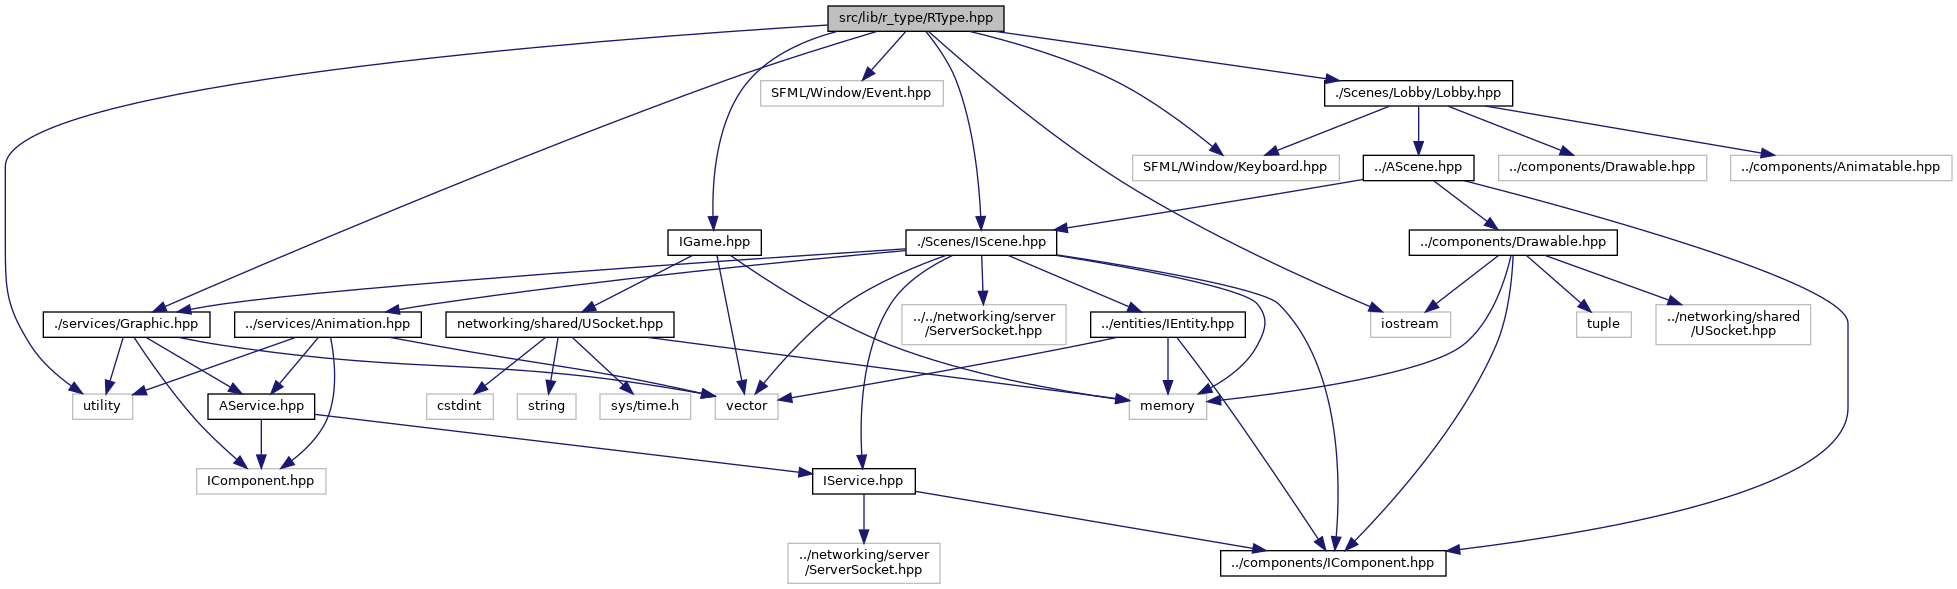 src/lib/r_type/RType.hpp
SFML/Window/Event.hpp
./Scenes/Lobby/Lobby.hpp
SFML/Window/Keyboard.hpp
../AScene.hpp
../components/Drawable.hpp
../components/Animatable.hpp
IGame.hpp
./Scenes/IScene.hpp
../components/Drawable.hpp
./services/Graphic.hpp
../services/Animation.hpp
networking/shared/USocket.hpp
../../networking/server
/ServerSocket.hpp
../entities/IEntity.hpp
iostream
tuple
../networking/shared
/USocket.hpp
utility
AService.hpp
cstdint
string
sys/time.h
vector
memory
IComponent.hpp
IService.hpp
../networking/server
/ServerSocket.hpp
../components/IComponent.hpp